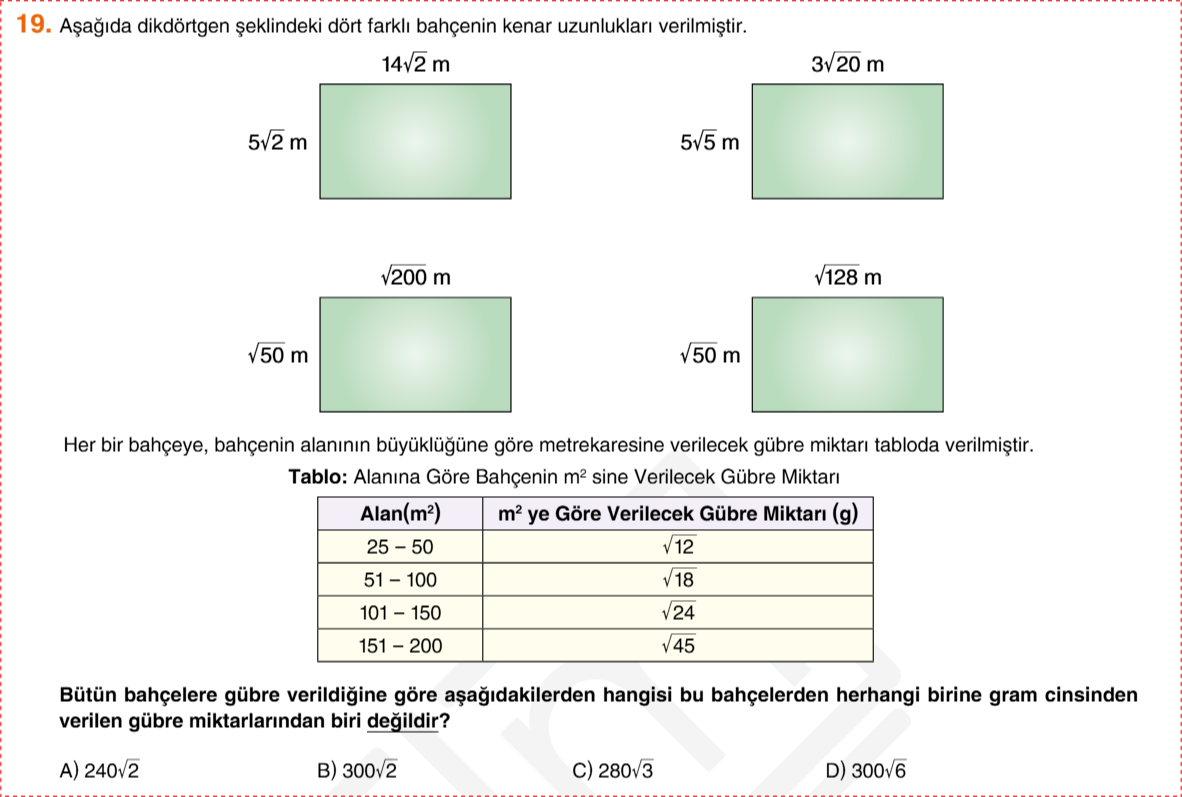 19. Aşağıda dikdörtgen şeklindeki dört farklı bahçenin kenar uzunlukları verilmiştir.
14√2 m
3√20 m
5√2 m
5√5 m
√200 m
√128 m
√50 m
√50 m
Her bir bahçeye, bahçenin alanının büyüklüğüne göre metrekaresine verilecek gübre miktarı tabloda verilmiştir.
Tablo: Alanına Göre Bahçenin m² sine Verilecek Gübre Miktarı
Alan(m²) m² ye Göre Verilecek Gübre Miktarı (g)
25 – 50 √12
51 – 100 √18
101 – 150 √24
151 – 200 √45
Bütün bahçelere gübre verildiğine göre aşağıdakilerden hangisi bu bahçelerden herhangi birine gram cinsinden
verilen gübre miktarlarından biri değildir?
A) 240√2 B) 300√2 C) 280√3 D) 300√6